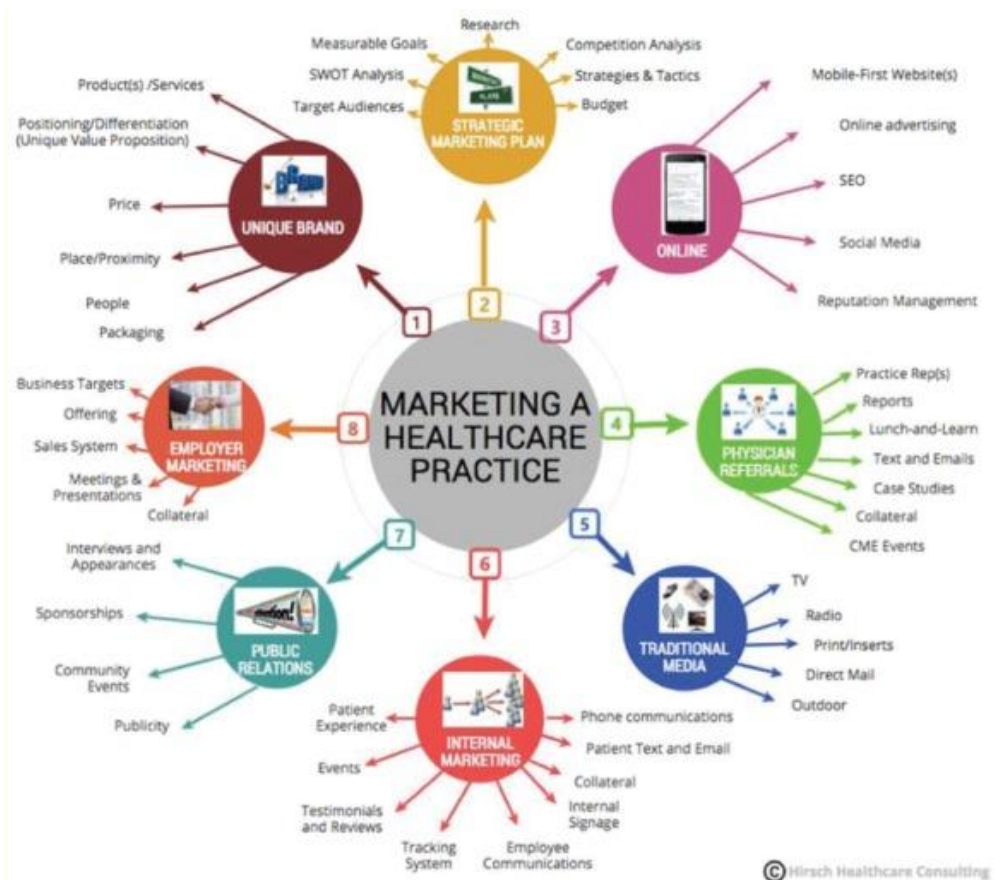 MARKETING A
HEALTHCARE
PRACTICE
1
UNIQUE BRAND
Product(s) /Services
Positioning/Differentiation
(Unique Value Proposition)
Price
Place/Proximity
People
Packaging
2
STRATEGIC
MARKETING PLAN
Research
Measurable Goals
SWOT Analysis
Target Audiences
Competition Analysis
Strategies & Tactics
Budget
3
ONLINE
Mobile-First Website(s)
Online advertising
SEO
Social Media
Reputation Management
4
PHYSICIAN
REFERRALS
Practice Rep(s)
Reports
Lunch-and-Learn
Text and Emails
Case Studies
Collateral
CME Events
5
TRADITIONAL
MEDIA
TV
Radio
Print/Inserts
Direct Mail
Outdoor
6
INTERNAL
MARKETING
Patient
Experience
Events
Testimonials
and Reviews
Tracking
System
Employee
Communications
Internal
Signage
Collateral
Patient Text and Email
Phone communications
7
PUBLIC
RELATIONS
Interviews and
Appearances
Sponsorships
Community
Events
Publicity
8
EMPLOYER
MARKETING
Business Targets
Offering
Sales System
Meetings &
Presentations
Collateral
© Hirsch Healthcare Consulting